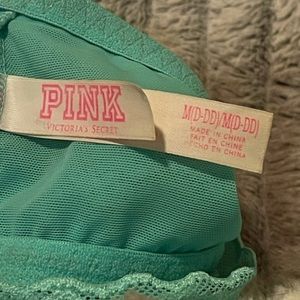 PINK
VICTORIA'S SECRET
M(D-DD)/M(D-DD)
MADE IN CHINA
FAIT EN CHINE
HECHO EN CHINA